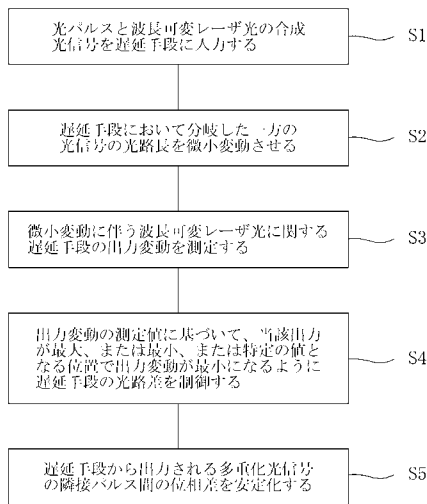 光パルスと波長可変レーザ光の合成
光信号を遅延手段に入力する
S1
遅延手段において分岐した一方の
光信号の光路長を微小変動させる
S2
微小変動に伴う波長可変レーザ光に関する
遅延手段の出力変動を測定する
S3
出力変動の測定値に基づいて、当該出力
が最大、または最小、または特定の値と
なる位置で出力変動が最小になるように
遅延手段の光路差を制御する
S4
遅延手段から出力される多重化光信号
の隣接パルス間の位相差を安定化する
S5